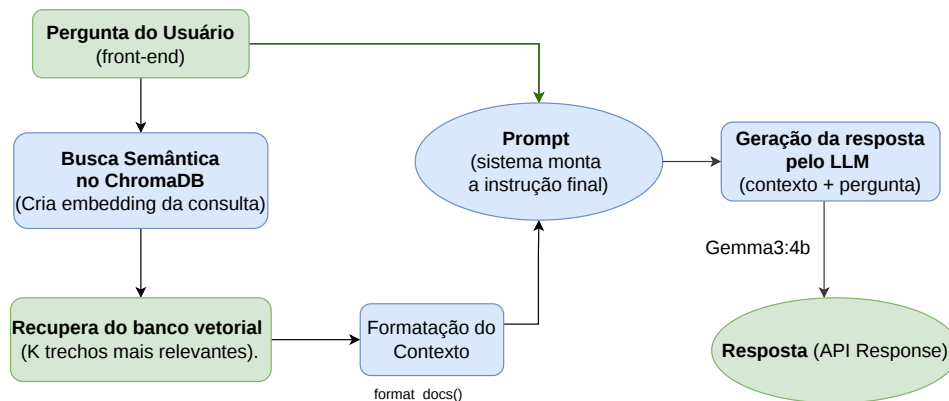 Pergunta do Usuário
(front-end)
Busca Semântica
no ChromaDB
(Cria embedding da consulta)
Recupera do banco vetorial
(K trechos mais relevantes).
Formatação do
Contexto
format_docs()
Prompt
(sistema monta
a instrução final)
Geração da resposta
pelo LLM
(contexto + pergunta)
Gemma3:4b
Resposta (API Response)